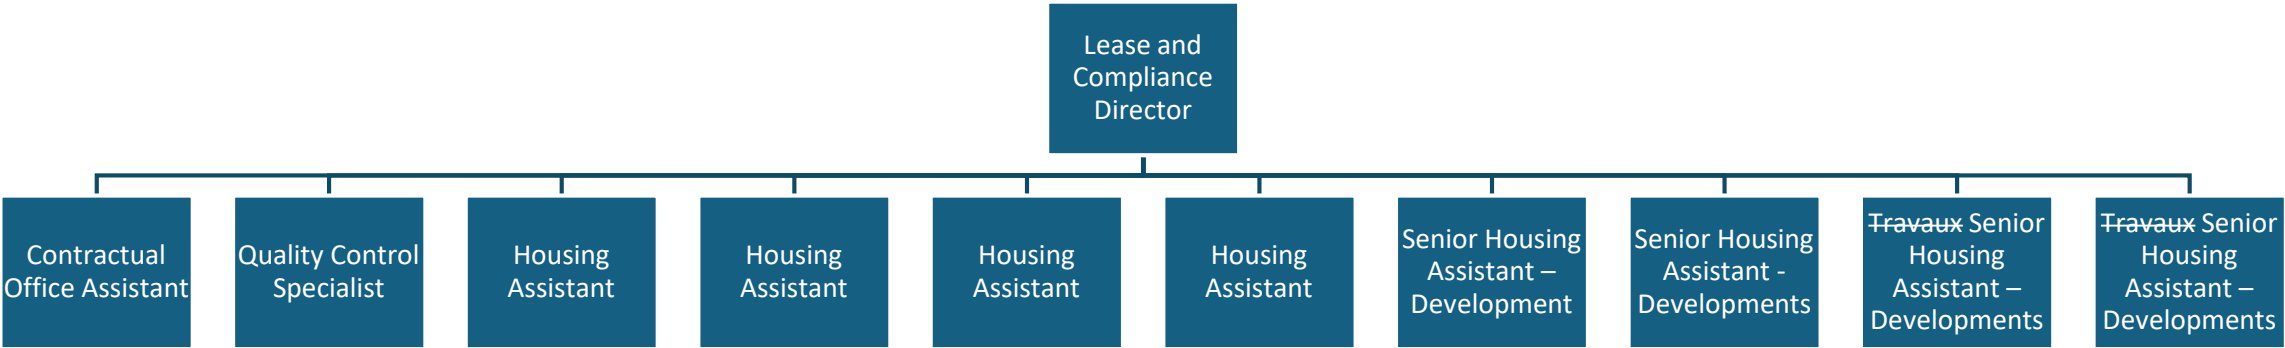 Lease and
Compliance
Director
Contractual
Office Assistant
Quality Control
Specialist
Housing
Assistant
Housing
Assistant
Housing
Assistant
Housing
Assistant
Senior Housing
Assistant –
Development
Senior Housing
Assistant -
Developments
Travaux Senior
Housing
Assistant –
Developments
Travaux Senior
Housing
Assistant –
Developments